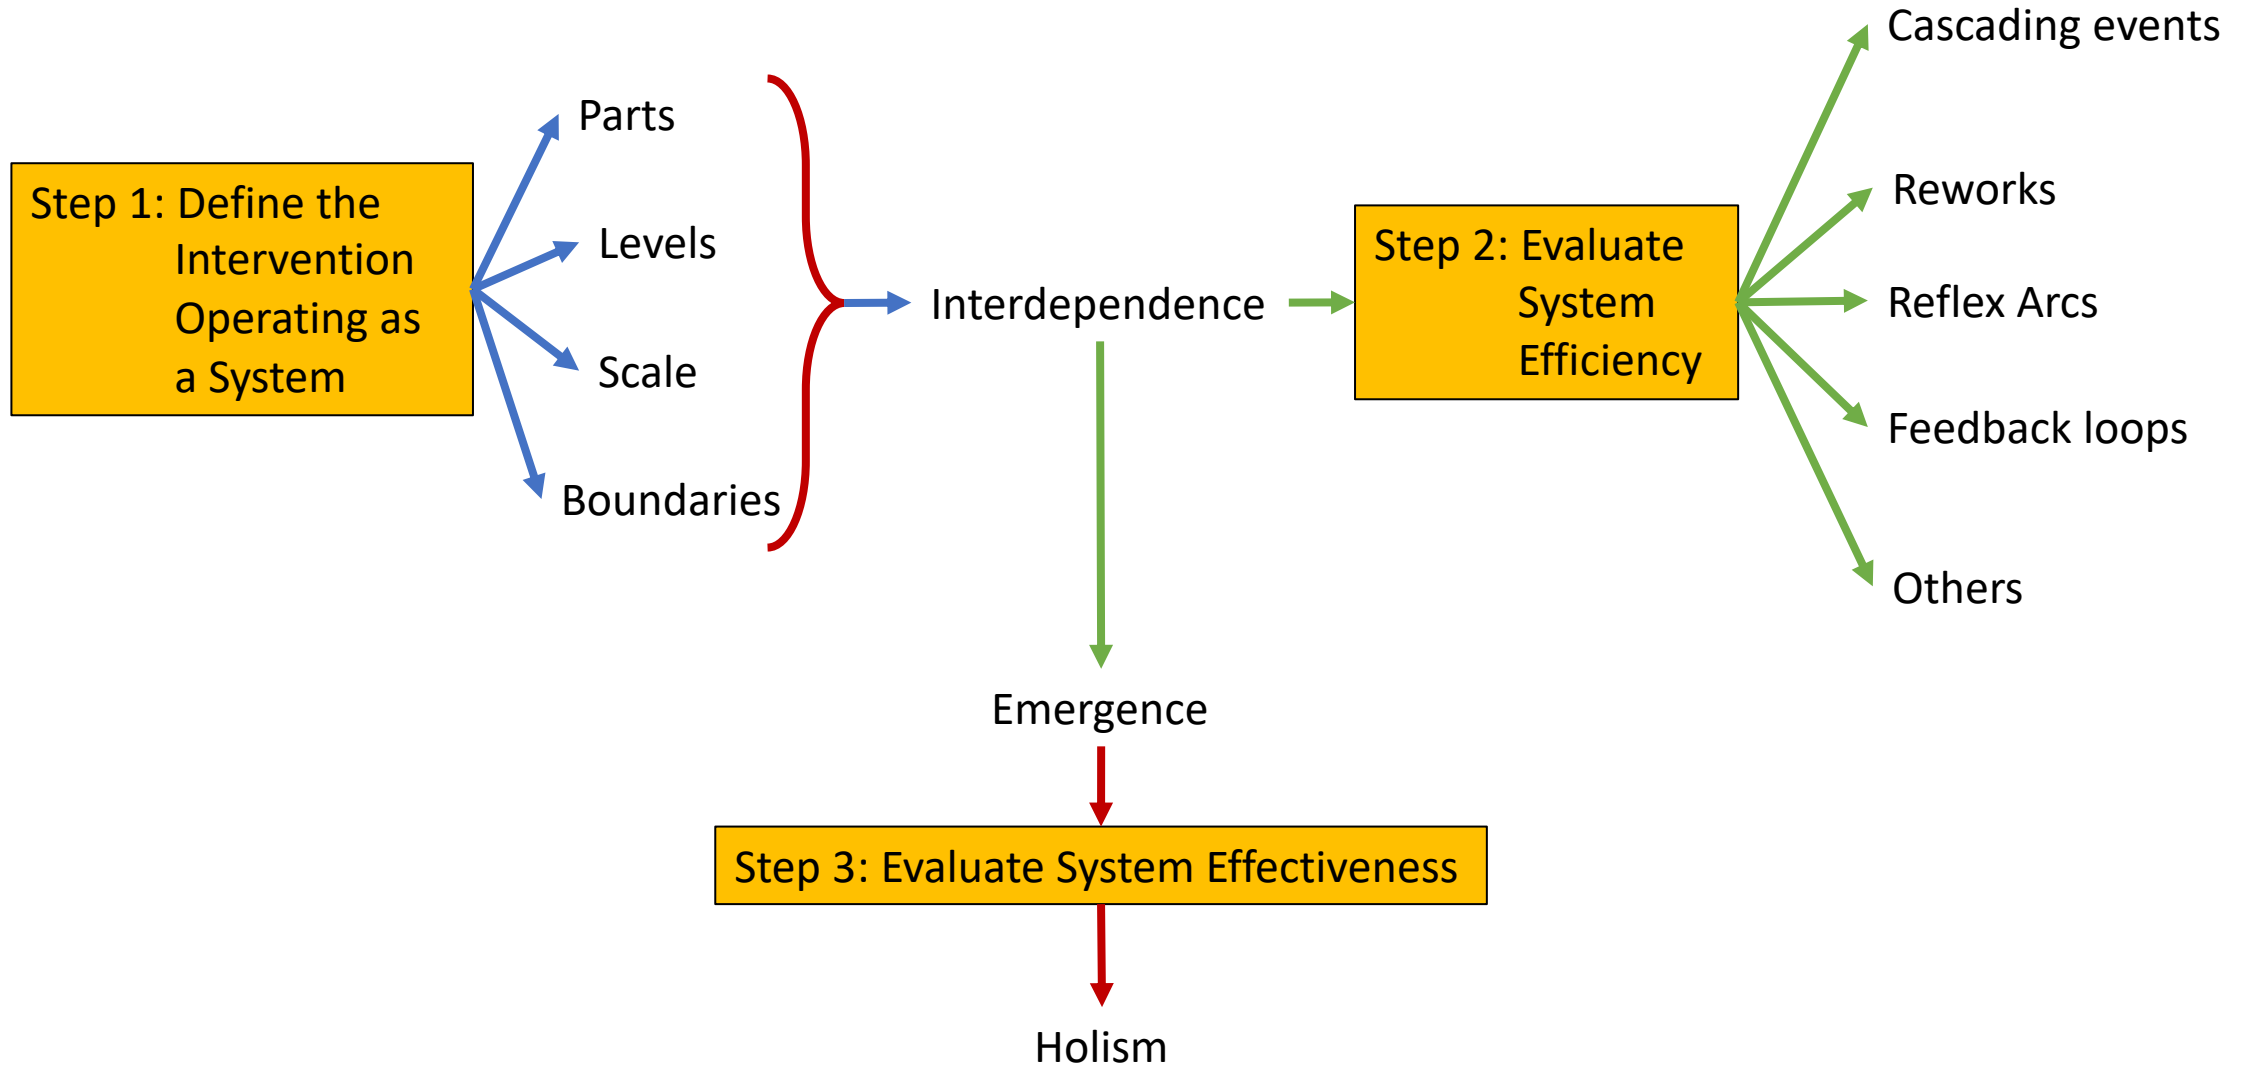 Step 1: Define the
Intervention
Operating as
a System
Parts
Levels
Scale
Boundaries
Interdependence
Step 2: Evaluate
System
Efficiency
Cascading events
Reworks
Reflex Arcs
Feedback loops
Others
Emergence
Step 3: Evaluate System Effectiveness
Holism